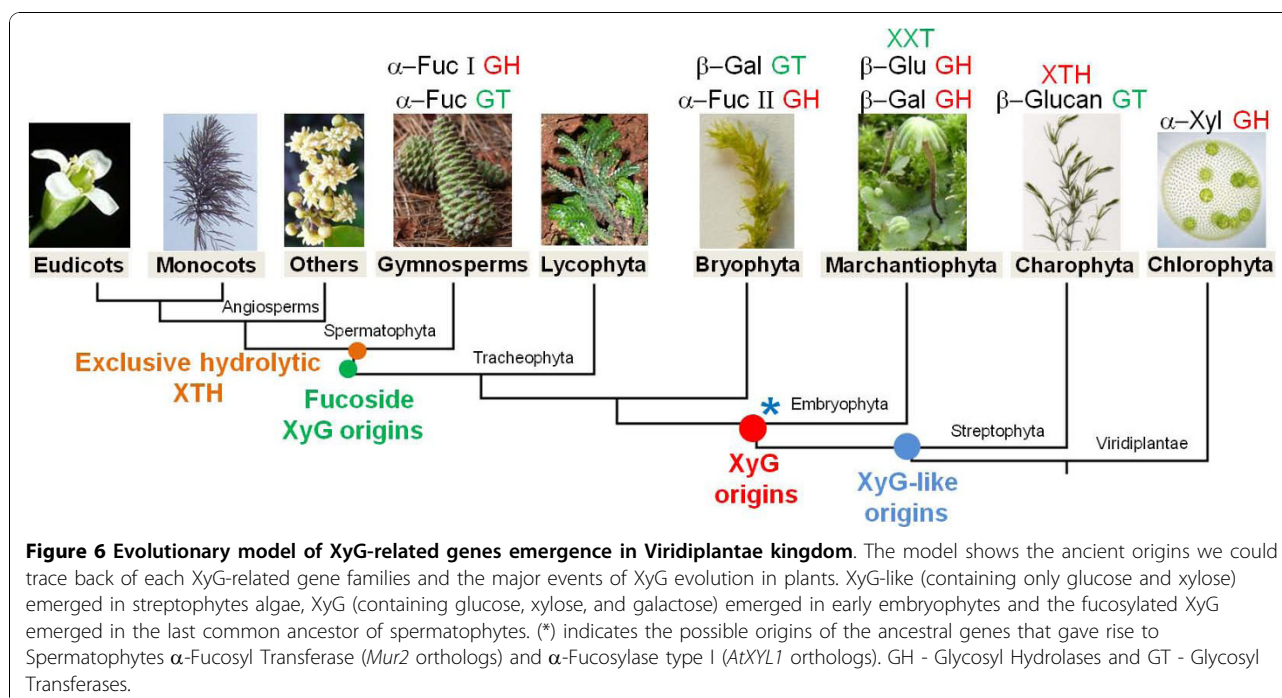 XXT
α–Fuc I GH
β–Gal GT
β–Glu GH
XTH
α–Fuc GT
α–Fuc II GH
β–Gal GH
β–Glucan GT
α–Xyl GH
Eudicots
Monocots
Others
Gymnosperms
Lycophyta
Bryophyta
Marchantiophyta
Charophyta
Chlorophyta
Angiosperms
Spermatophyta
Exclusive hydrolytic
XTH
Tracheophyta
Fucoside
XyG origins
* Embryophyta
Streptophyta
Viridiplantae
XyG
origins
XyG-like
origins
Figure 6 Evolutionary model of XyG-related genes emergence in Viridiplantae kingdom. The model shows the ancient origins we could
trace back of each XyG-related gene families and the major events of XyG evolution in plants. XyG-like (containing only glucose and xylose)
emerged in streptophytes algae, XyG (containing glucose, xylose, and galactose) emerged in early embryophytes and the fucosylated XyG
emerged in the last common ancestor of spermatophytes. (*) indicates the possible origins of the ancestral genes that gave rise to
Spermatophytes α-Fucosyl Transferase (Mur2 orthologs) and α-Fucosylase type I (AtXYL1 orthologs). GH - Glycosyl Hydrolases and GT - Glycosyl
Transferases.